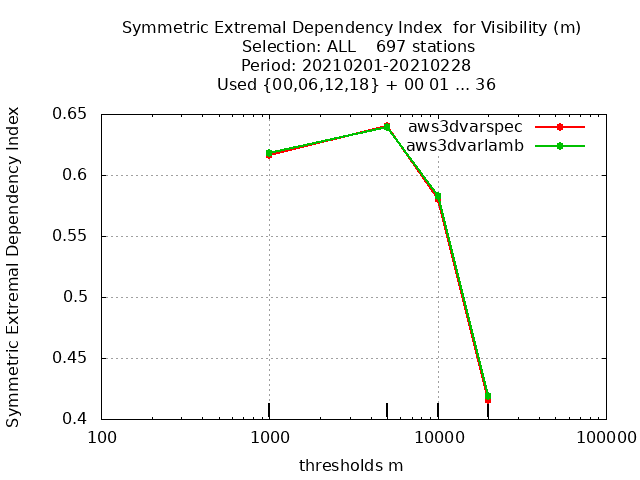 Symmetric Extremal Dependency Index  for Visibility (m)
Selection: ALL    697 stations
Period: 20210201-20210228
Used {00,06,12,18} + 00 01 ... 36
Symmetric Extremal Dependency Index
0.65
0.6
0.55
0.5
0.45
0.4
aws3dvarspec
aws3dvarlamb
100 1000 10000 100000
thresholds m